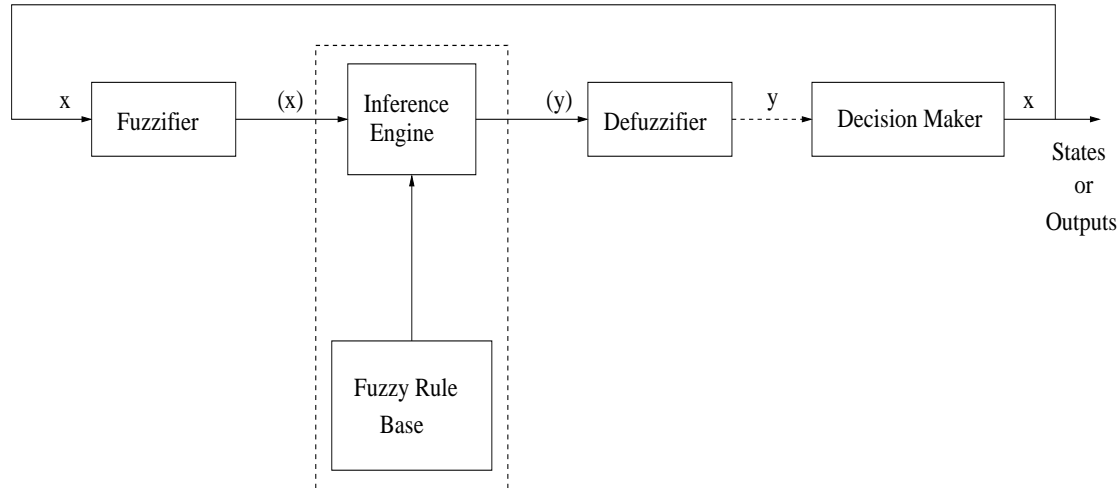 x
Fuzzifier
(x)
Inference
Engine
(y)
Defuzzifier
y
Decision Maker
x
States
or
Outputs
Fuzzy Rule
Base